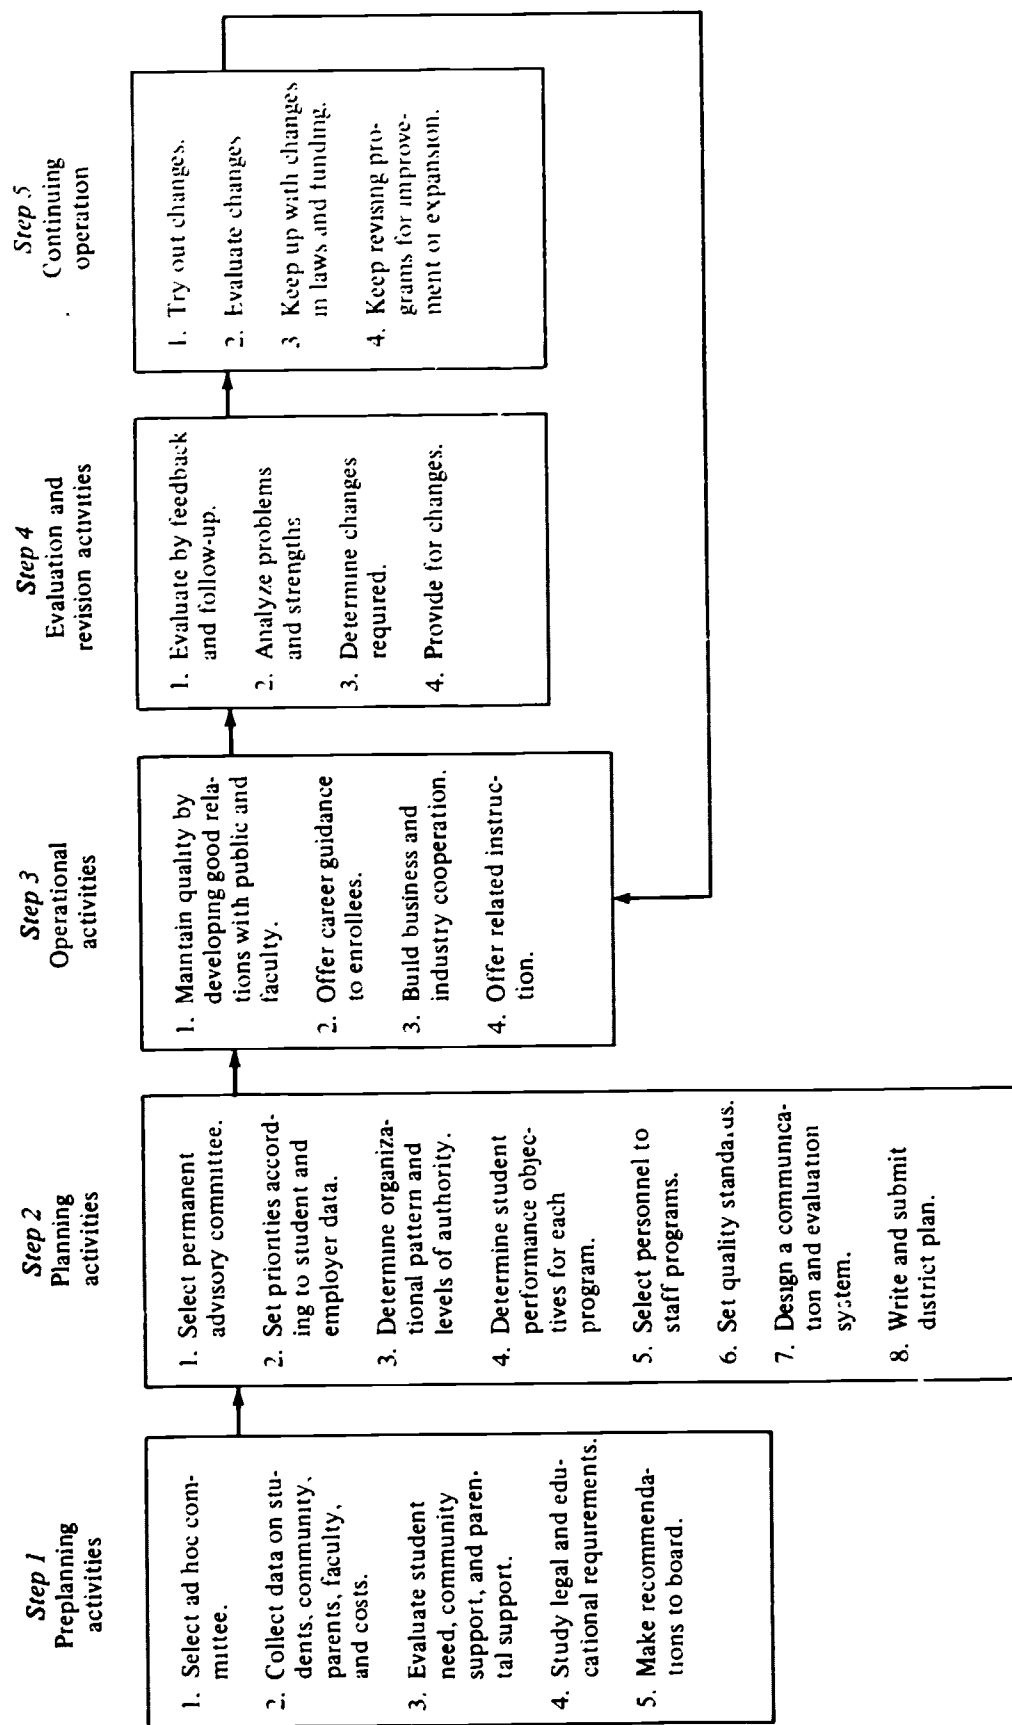 Step 1
Preplanning
activities
1. Select ad hoc com-
mittee.
2. Collect data on stu-
dents, community,
parents, faculty,
and costs.
3. Evaluate student
need, community
support, and paren-
tal support.
4. Study legal and edu-
cational requirements.
5. Make recommenda-
tions to board.
Step 2
Planning
activities
1. Select permanent
advisory committee.
2. Set priorities accord-
ing to student and
employer data.
3. Determine organiza-
tional pattern and
levels of authority.
4. Determine student
performance objec-
tives for each
program.
5. Select personnel to
staff programs.
6. Set quality standards.
7. Design a communica-
tion and evaluation
system.
8. Write and submit
district plan.
Step 3
Operational
activities
1. Maintain quality by
developing good rela-
tions with public and
faculty.
2. Offer career guidance
to enrollees.
3. Build business and
industry cooperation.
4. Offer related instruc-
tion.
Step 4
Evaluation and
revision activities
1. Evaluate by feedback
and follow-up.
2. Analyze problems
and strengths
3. Determine changes
required.
4. Provide for changes.
Step 5
Continuing
operation
1. Try out changes.
2. Evaluate changes
3 Keep up with changes
in laws and funding.
4. Keep revising pro-
grams for improve-
ment or expansion.